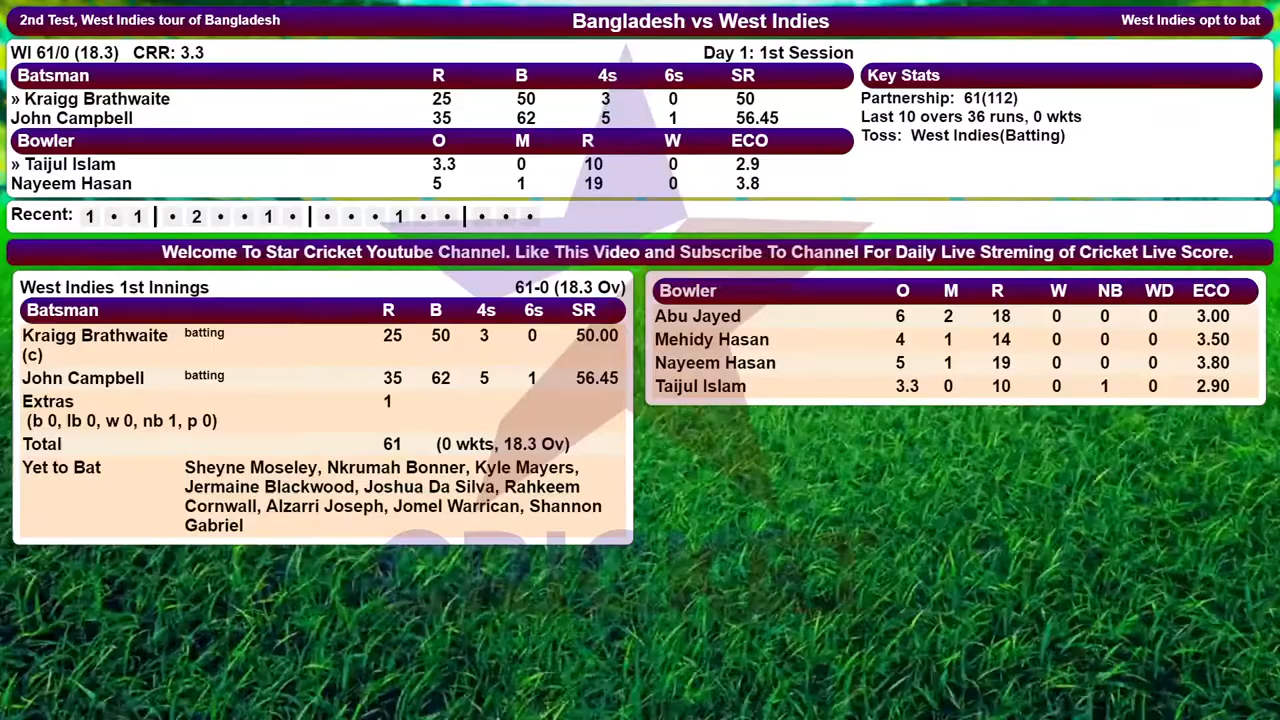 2nd Test, West Indies tour of Bangladesh Bangladesh vs West Indies West Indies opt to bat
WI 61/0 (18.3) CRR: 3.3 Day 1: 1st Session
Batsman R B 4s 6s SR
» Kraigg Brathwaite 25 50 3 0 50
John Campbell 35 62 5 1 56.45
Bowler O M R W ECO
» Taijul Islam 3.3 0 10 0 2.9
Nayeem Hasan 5 1 19 0 3.8
Key Stats
Partnership: 61(112)
Last 10 overs 36 runs, 0 wkts
Toss: West Indies(Batting)
Recent: 1 • 1 | • 2 • • 1 • | • • • 1 • • | • • •
Welcome To Star Cricket Youtube Channel. Like This Video and Subscribe To Channel For Daily Live Streming of Cricket Live Score.
West Indies 1st Innings 61-0 (18.3 Ov)
Batsman R B 4s 6s SR
Kraigg Brathwaite batting 25 50 3 0 50.00
(c)
John Campbell batting 35 62 5 1 56.45
Extras 1
(b 0, lb 0, w 0, nb 1, p 0)
Total 61 (0 wkts, 18.3 Ov)
Yet to Bat Sheyne Moseley, Nkrumah Bonner, Kyle Mayers,
Jermaine Blackwood, Joshua Da Silva, Rahkeem
Cornwall, Alzarri Joseph, Jomel Warrican, Shannon
Gabriel
Bowler O M R W NB WD ECO
Abu Jayed 6 2 18 0 0 0 3.00
Mehidy Hasan 4 1 14 0 0 0 3.50
Nayeem Hasan 5 1 19 0 0 0 3.80
Taijul Islam 3.3 0 10 0 1 0 2.90
CRICKET